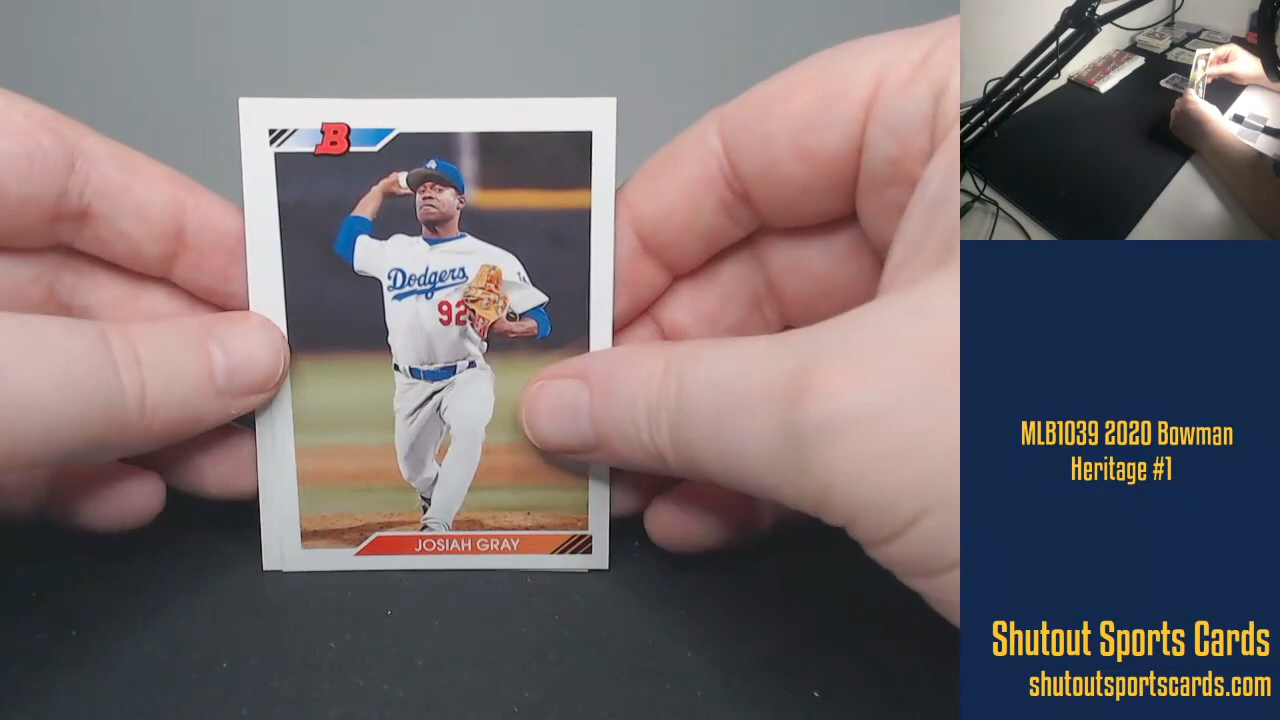 B
Dodgers
92
JOSIAH GRAY
MLB1039 2020 Bowman
Heritage #1
Shutout Sports Cards
shutoutsportscards.com